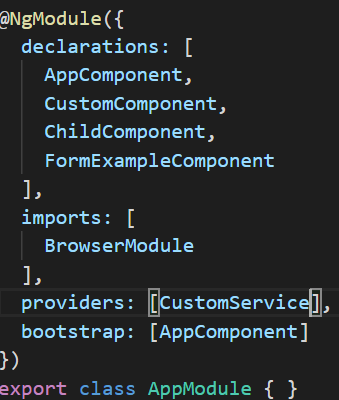 @NgModule({
declarations: [
AppComponent,
CustomComponent,
ChildComponent,
FormExampleComponent
],
imports: [
BrowserModule
],
providers: [CustomService],
bootstrap: [AppComponent]
})
export class AppModule { }